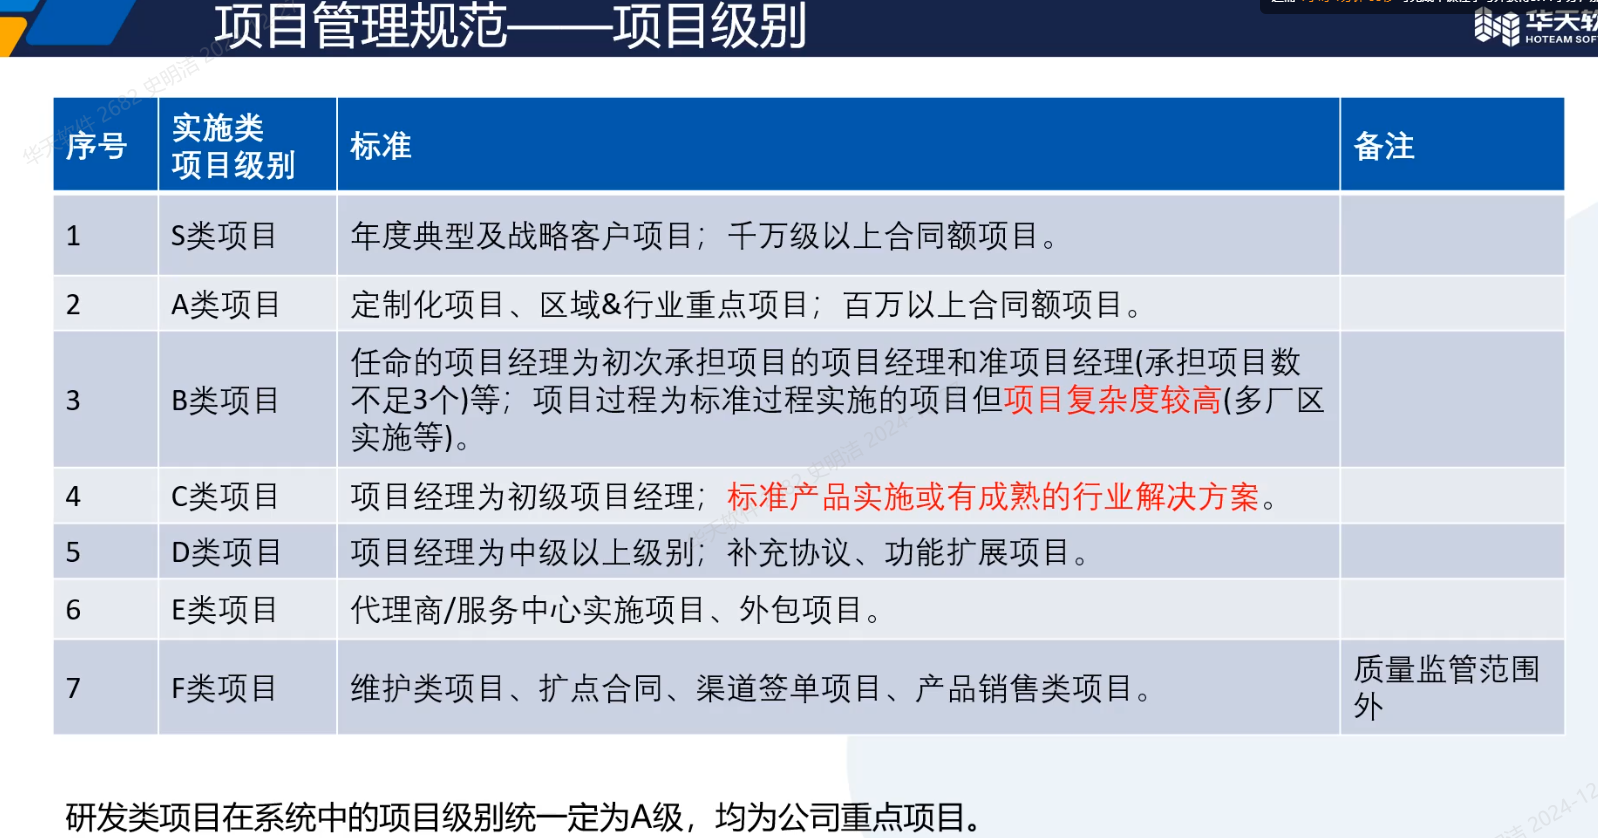 项目管理规范——项目级别
华天软
HOTEAM SOF
序号
实施类
项目级别
标准
备注
1
S类项目
年度典型及战略客户项目；千万级以上合同额项目。
2
A类项目
定制化项目、区域&行业重点项目；百万以上合同额项目。
3
B类项目
任命的项目经理为初次承担项目的项目经理和准项目经理(承担项目数
不足3个)等；项目过程为标准过程实施的项目但项目复杂度较高(多厂区
实施等)。
4
C类项目
项目经理为初级项目经理；标准产品实施或有成熟的行业解决方案。
5
D类项目
项目经理为中级以上级别；补充协议、功能扩展项目。
6
E类项目
代理商/服务中心实施项目、外包项目。
7
F类项目
维护类项目、扩点合同、渠道签单项目、产品销售类项目。
质量监管范围
外
研发类项目在系统中的项目级别统一定为A级，均为公司重点项目。
华天软件 2682 史明洁 202
华天软件 2682 史明洁 2024-
史明洁 2024-12